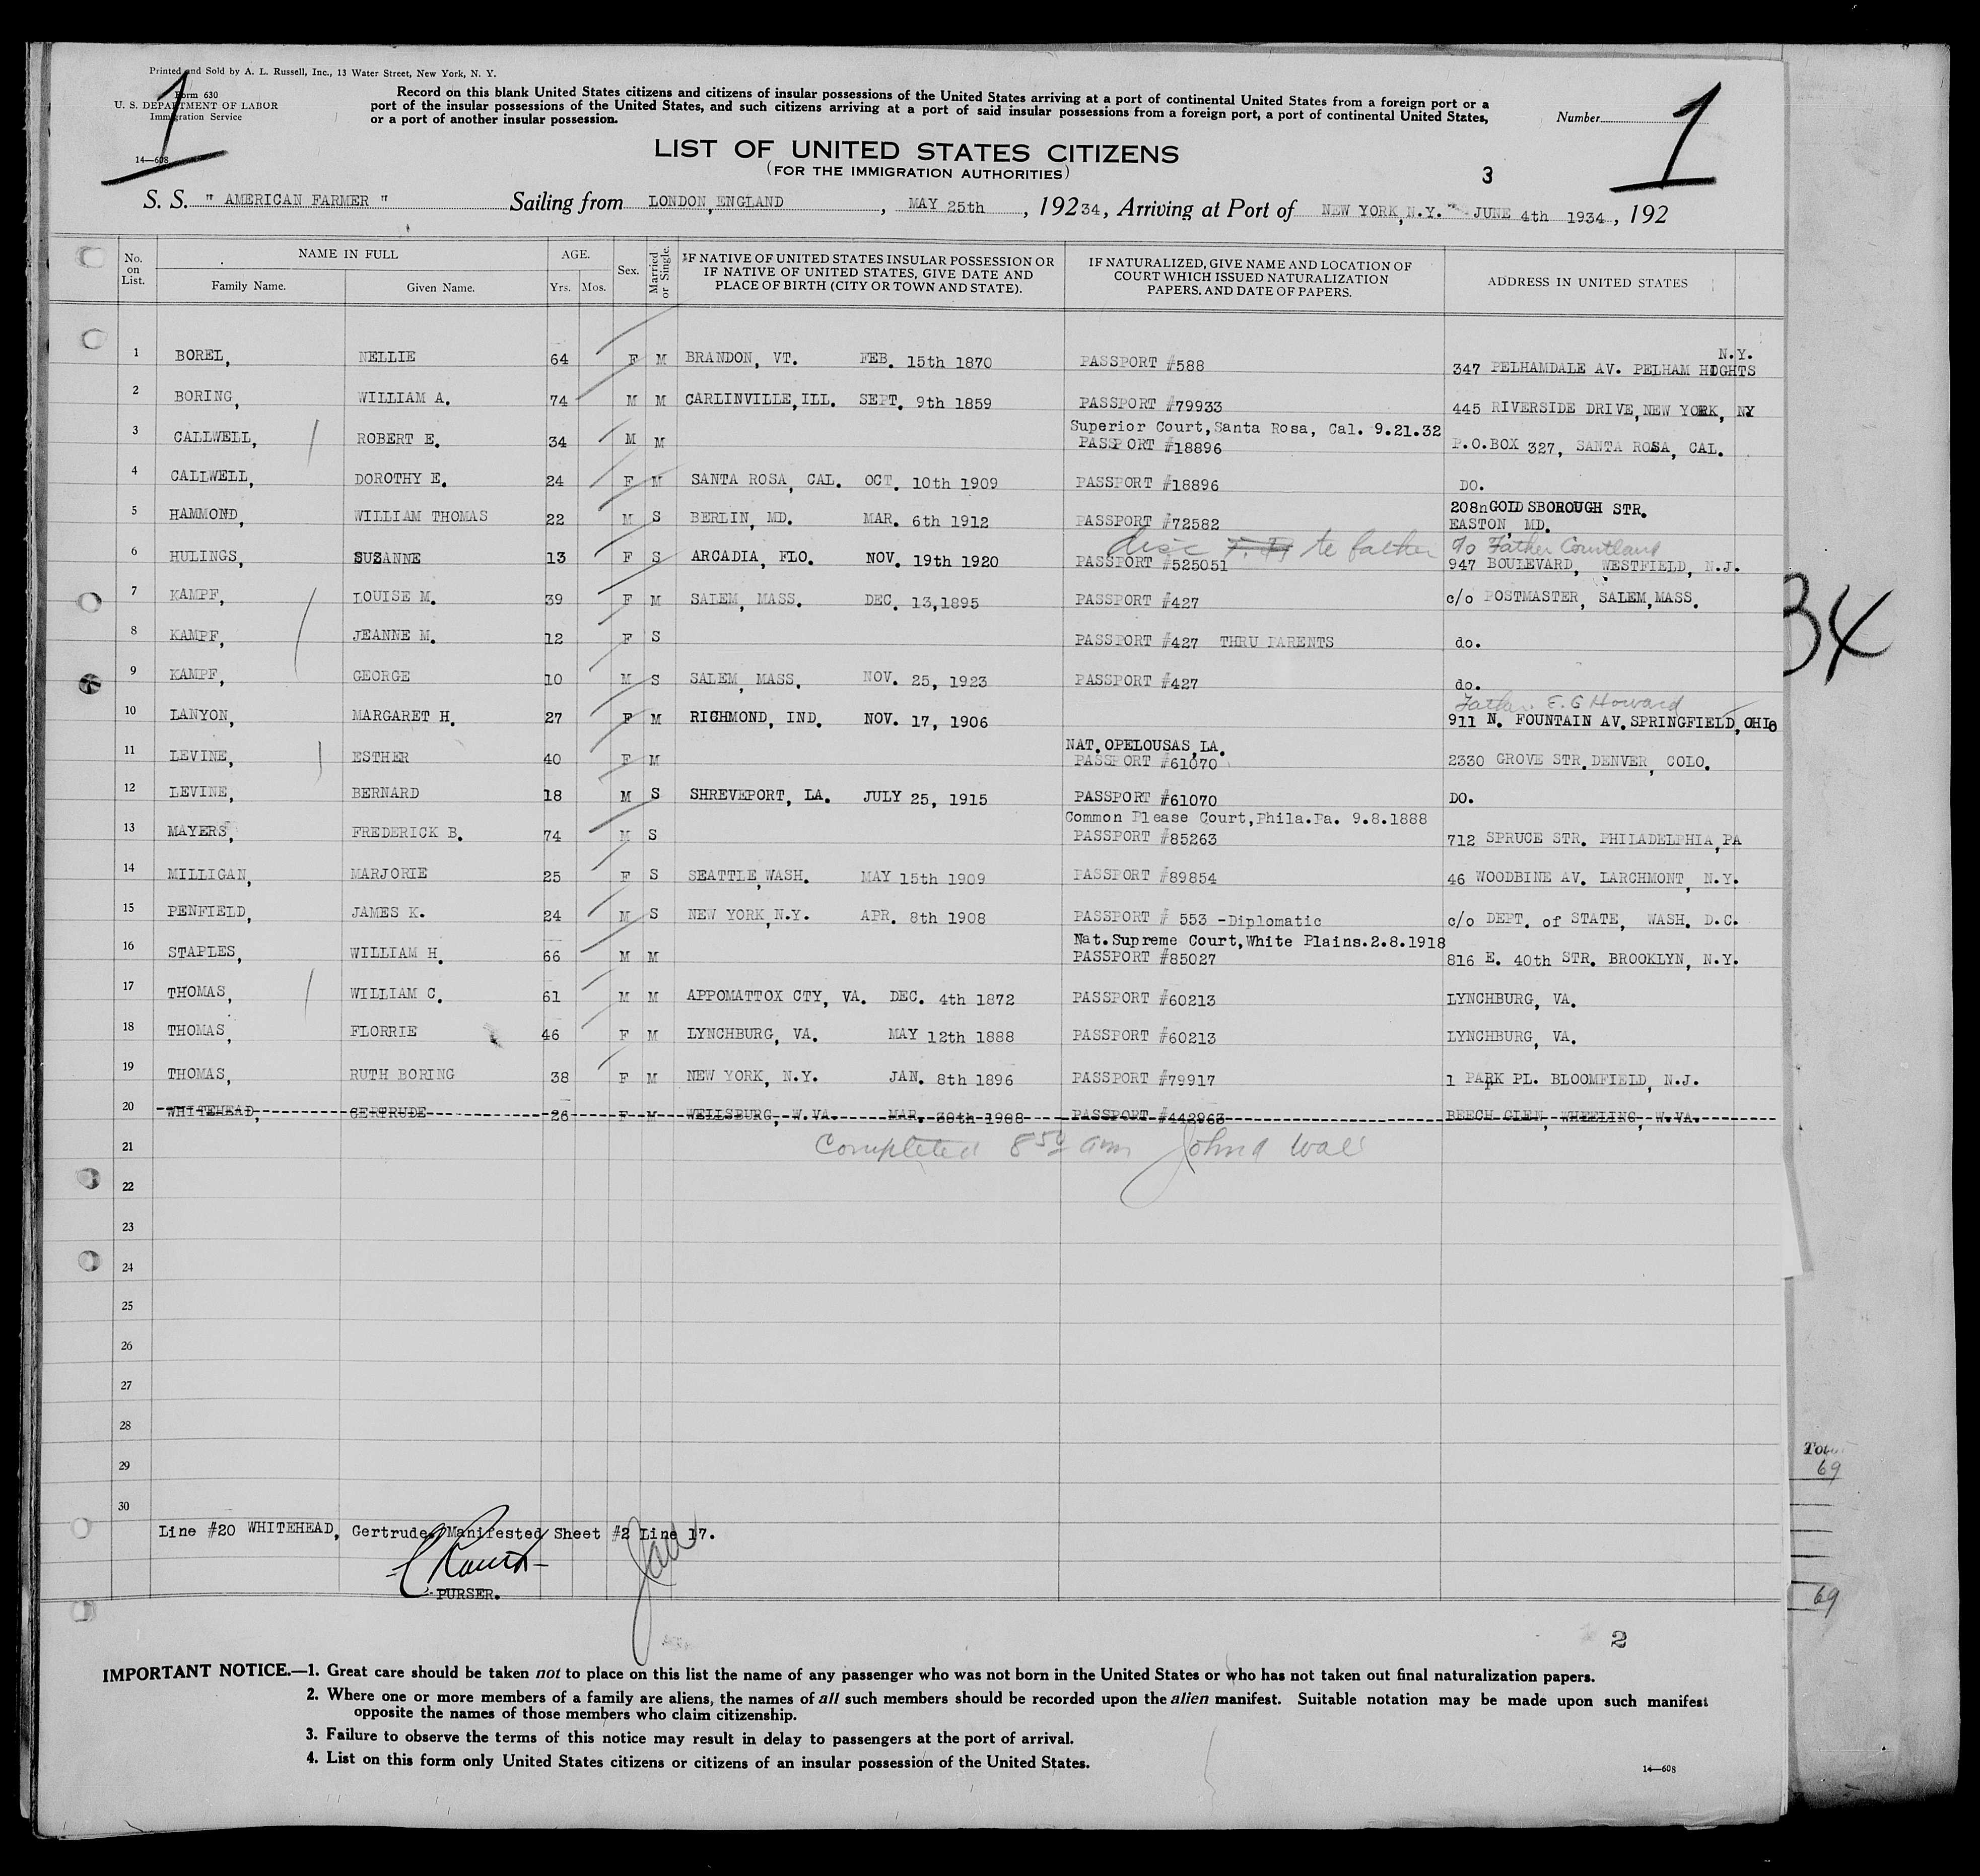 Printed and Sold by A. L. Russell, Inc., 13 Water Street, New York, N. Y.
Form 630
U. S. DEPARTMENT OF LABOR
Immigration Service
14—608
1
Record on this blank United States citizens and citizens of insular possessions of the United States arriving at a port of continental United States from a foreign port or a
port of the insular possessions of the United States, and such citizens arriving at a port of said insular possessions from a foreign port, a port of continental United States,
or a port of another insular possession.
Number
1
LIST OF UNITED STATES CITIZENS
(FOR THE IMMIGRATION AUTHORITIES)
3
S. S. " AMERICAN FARMER " Sailing from LONDON, ENGLAND, MAY 25th, 19234, Arriving at Port of NEW YORK, N.Y. JUNE 4th 1934, 192
No. on List. NAME IN FULL AGE. Sex. Married or Single. IF NATIVE OF UNITED STATES INSULAR POSSESSION OR IF NATIVE OF UNITED STATES, GIVE DATE AND PLACE OF BIRTH (CITY OR TOWN AND STATE). IF NATURALIZED, GIVE NAME AND LOCATION OF COURT WHICH ISSUED NATURALIZATION PAPERS, AND DATE OF PAPERS. ADDRESS IN UNITED STATES
Family Name. Given Name. Yrs. Mos.
N.Y.
1 BOREL, NELLIE 64 F M BRANDON, VT. FEB. 15th 1870 PASSPORT #588 347 PELHAMDALE AV. PELHAM HIGHTS
2 BORING, WILLIAM A. 74 M M CARLINVILLE, ILL. SEPT. 9th 1859 PASSPORT #79933 445 RIVERSIDE DRIVE, NEW YORK, NY
Superior Court, Santa Rosa, Cal. 9.21.32
3 CALLWELL, ROBERT E. 34 M M PASSPORT #18896 P.O.BOX 327, SANTA ROSA, CAL.
4 CALLWELL, DOROTHY E. 24 F M SANTA ROSA, CAL. OCT. 10th 1909 PASSPORT #18896 DO.
208n GOLDSBOROUGH STR.
5 HAMMOND, WILLIAM THOMAS 22 M S BERLIN, MD. MAR. 6th 1912 PASSPORT #72582 EASTON, MD.
disc to father c/o Father Courtland
6 HULINGS, SUZANNE 13 F S ARCADIA, FLO. NOV. 19th 1920 PASSPORT #525051 947 BOULEVARD, WESTFIELD, N.J.
7 KAMPF, LOUISE M. 39 F M SALEM, MASS. DEC. 13, 1895 PASSPORT #427 c/o POSTMASTER, SALEM, MASS.
34
8 KAMPF, JEANNE M. 12 F S PASSPORT #427 THRU PARENTS do.
9 KAMPF, GEORGE 10 M S SALEM, MASS. NOV. 25, 1923 PASSPORT #427 do.
Father. E. G Howard
10 LANYON, MARGARET H. 27 F M RICHMOND, IND. NOV. 17, 1906 911 N. FOUNTAIN AV. SPRINGFIELD, OHIO
NAT. OPELOUSAS, LA.
11 LEVINE, ESTHER 40 F M PASSPORT #61070 2330 GROVE STR. DENVER, COLO.
12 LEVINE, BERNARD 18 M S SHREVEPORT, LA. JULY 25, 1915 PASSPORT #61070 DO.
Common Please Court, Phila. Pa. 9.8.1888
13 MAYERS, FREDERICK B. 74 M S PASSPORT #85263 712 SPRUCE STR. PHILADELPHIA, PA
14 MILLIGAN, MARJORIE 25 F S SEATTLE, WASH. MAY 15th 1909 PASSPORT #89854 46 WOODBINE AV. LARCHMONT, N.Y.
15 PENFIELD, JAMES K. 24 M S NEW YORK, N.Y. APR. 8th 1908 PASSPORT # 553 -Diplomatic c/o DEPT. of STATE, WASH. D.C.
Nat. Supreme Court, White Plains. 2.8.1918
16 STAPLES, WILLIAM H. 66 M M PASSPORT #85027 816 E. 40th STR. BROOKLYN, N.Y.
17 THOMAS, WILLIAM C. 61 M M APPOMATTOX CTY, VA. DEC. 4th 1872 PASSPORT #60213 LYNCHBURG, VA.
18 THOMAS, FLORRIE 46 F M LYNCHBURG, VA. MAY 12th 1888 PASSPORT #60213 LYNCHBURG, VA.
19 THOMAS, RUTH BORING 38 F M NEW YORK, N.Y. JAN. 8th 1896 PASSPORT #79917 1 PARK PL. BLOOMFIELD, N.J.
20 WHITEHEAD, GERTRUDE 26 F M WELLSBURG, W.VA. MAR. 30th 1908 PASSPORT #442963 BEECH GLEN, WHEELING, W.VA.
21 Completed 8 50 am
22
23
24
25
26
27
28
29
30
Line #20 WHITEHEAD, Gertrude, Manifested Sheet #2 Line 17.
PURSER.
Total
69
69
2
IMPORTANT NOTICE.—1. Great care should be taken not to place on this list the name of any passenger who was not born in the United States or who has not taken out final naturalization papers.
2. Where one or more members of a family are aliens, the names of all such members should be recorded upon the alien manifest. Suitable notation may be made upon such manifest
opposite the names of those members who claim citizenship.
3. Failure to observe the terms of this notice may result in delay to passengers at the port of arrival.
4. List on this form only United States citizens or citizens of an insular possession of the United States.
14—608